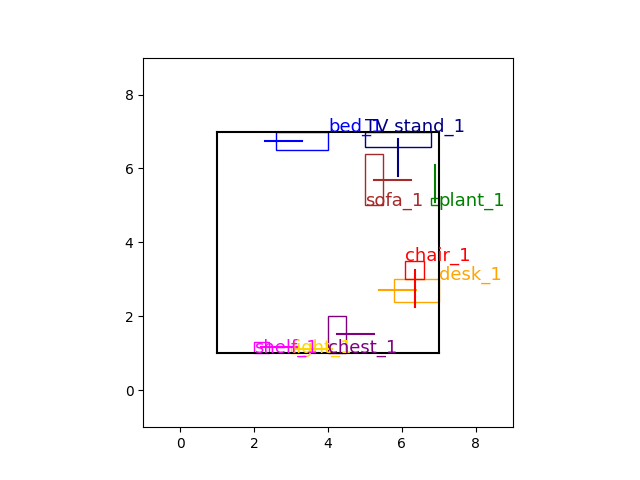 8
6
4
2
0
bed_1
TV stand_1
sofa_1
plant_1
chair_1
desk_1
shelf_1
light_1
chest_1
0 2 4 6 8